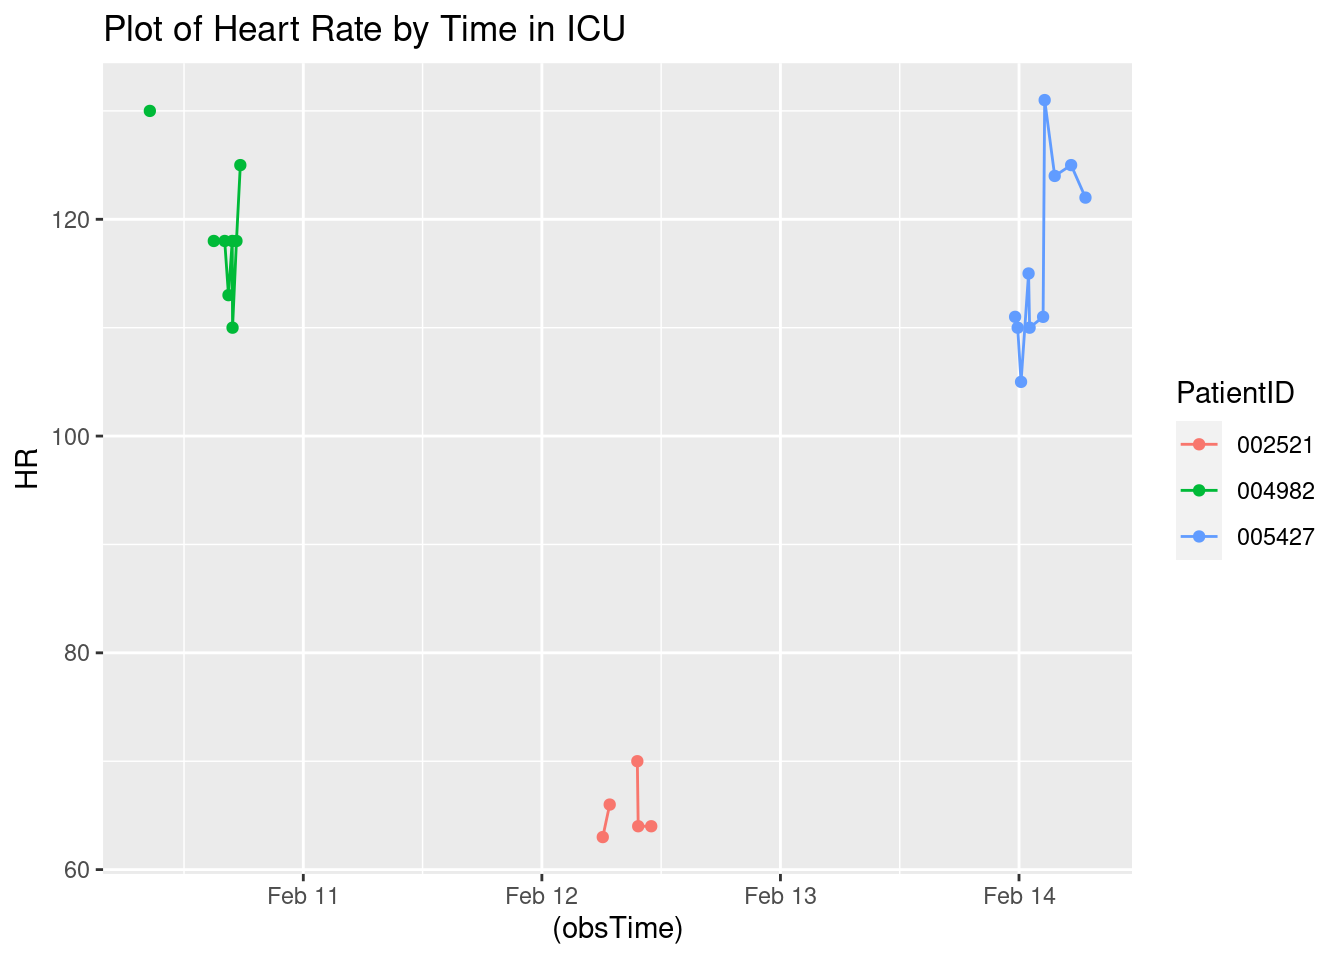 Plot of Heart Rate by Time in ICU
120
100
80
60
HR
Feb 11
Feb 12
Feb 13
Feb 14
(obsTime)
PatientID
002521
004982
005427